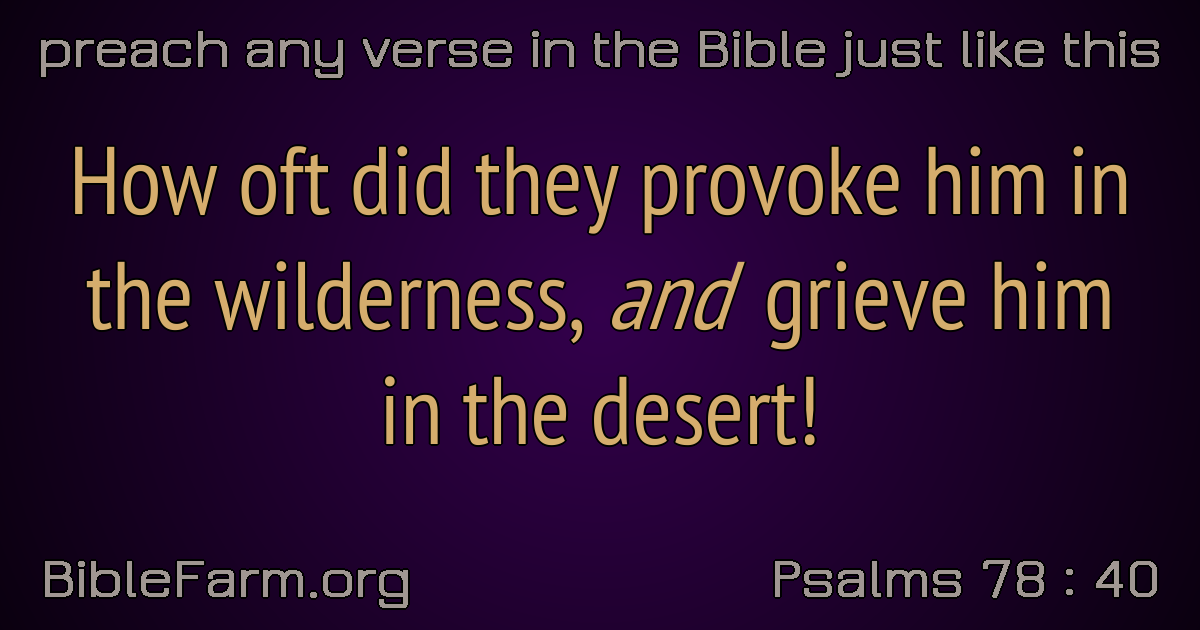 preach any verse in the Bible just like this
How oft did they provoke him in
the wilderness, and grieve him
in the desert!
BibleFarm.org
Psalms 78 : 40